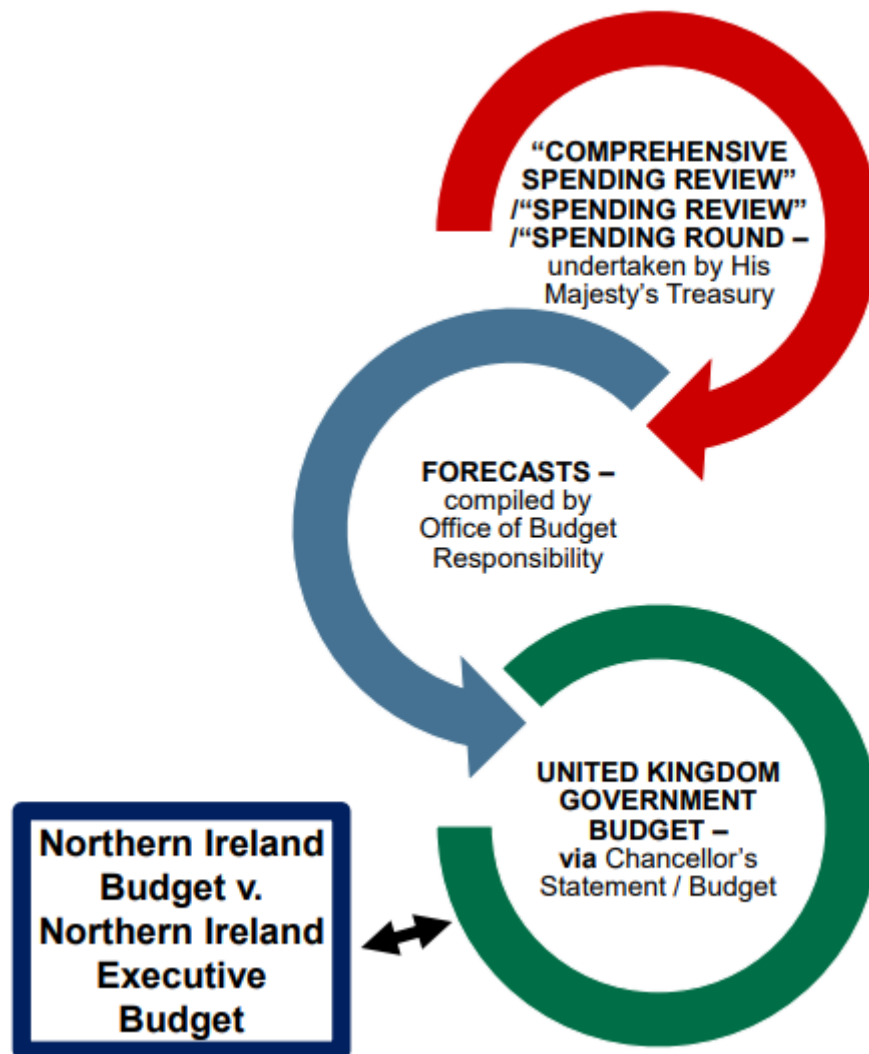 “COMPREHENSIVE
SPENDING REVIEW”
/“SPENDING REVIEW”
/“SPENDING ROUND –
undertaken by His
Majesty’s Treasury
FORECASTS –
compiled by
Office of Budget
Responsibility
UNITED KINGDOM
GOVERNMENT
BUDGET –
via Chancellor’s
Statement / Budget
Northern Ireland
Budget v.
Northern Ireland
Executive
Budget